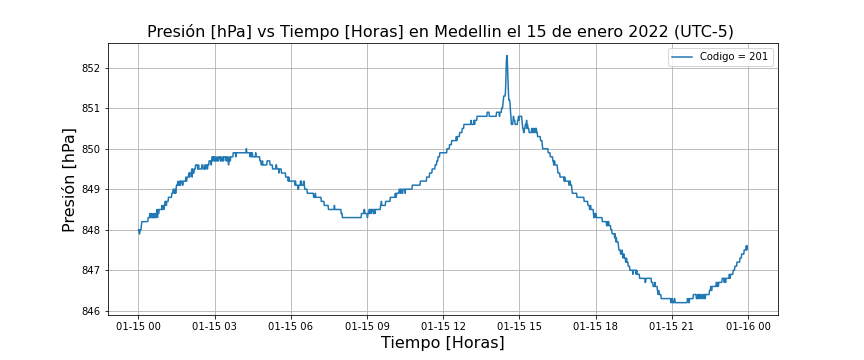 Presión [hPa] vs Tiempo [Horas] en Medellin el 15 de enero 2022 (UTC-5)
Codigo = 201
Presión [hPa]
852
851
850
849
848
847
846
01-15 00 01-15 03 01-15 06 01-15 09 01-15 12 01-15 15 01-15 18 01-15 21 01-16 00
Tiempo [Horas]